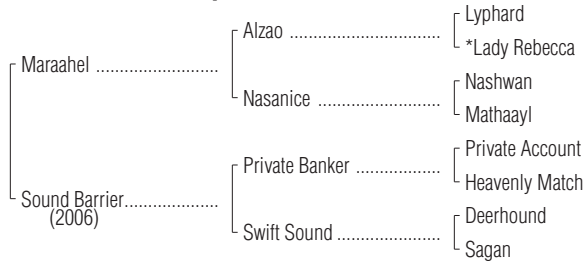 Lyphard
Alzao ................................
*Lady Rebecca
Maraahel ..........................
Nashwan
Nasanice .........................
Mathaayl
Private Account
Private Banker .................
Heavenly Match
Sound Barrier....................
(2006)
Deerhound
Swift Sound .....................
Sagan